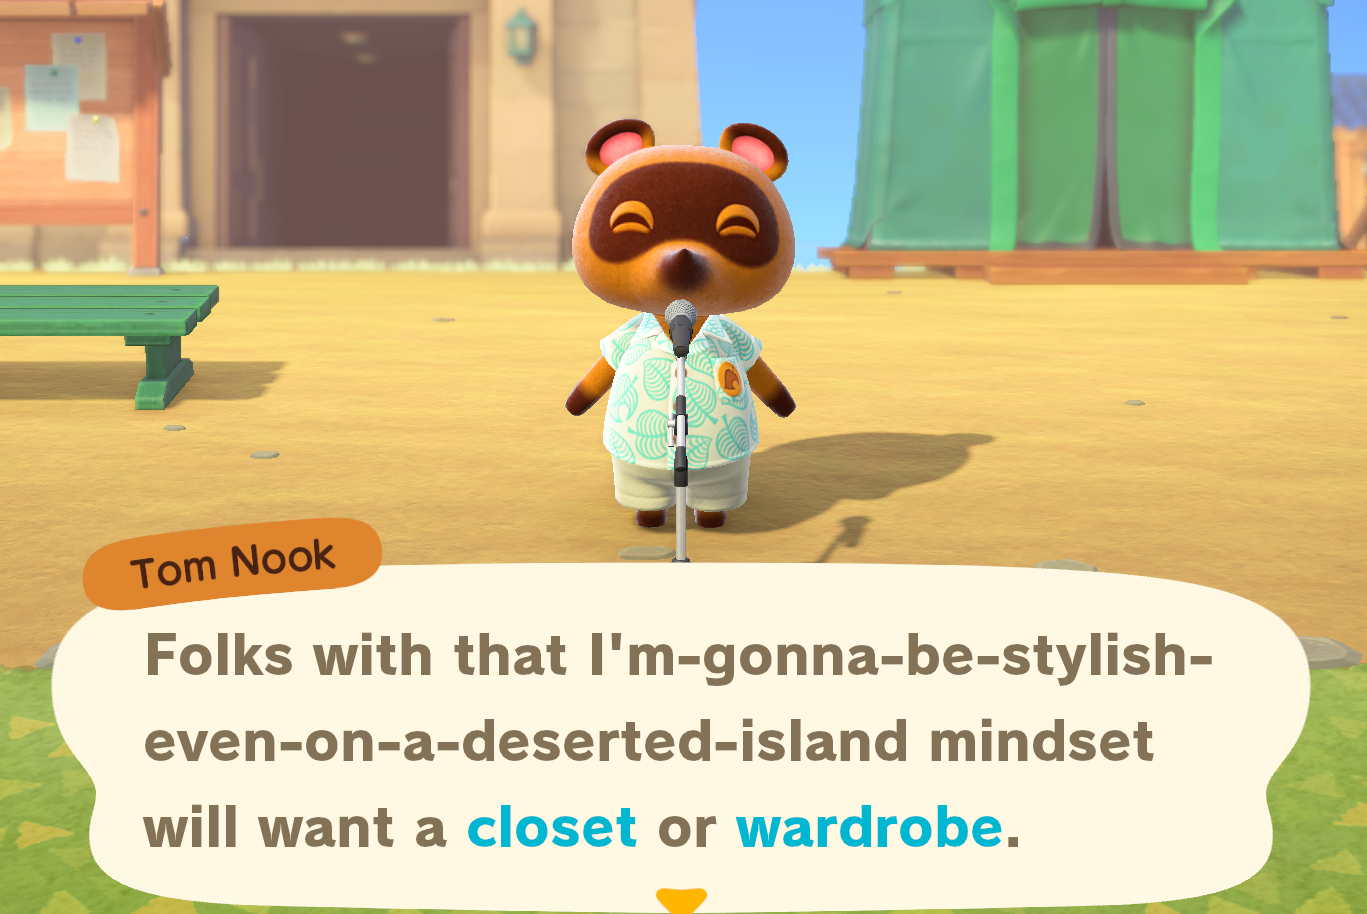 Tom Nook
Folks with that I'm-gonna-be-stylish-
even-on-a-deserted-island mindset
will want a closet or wardrobe.